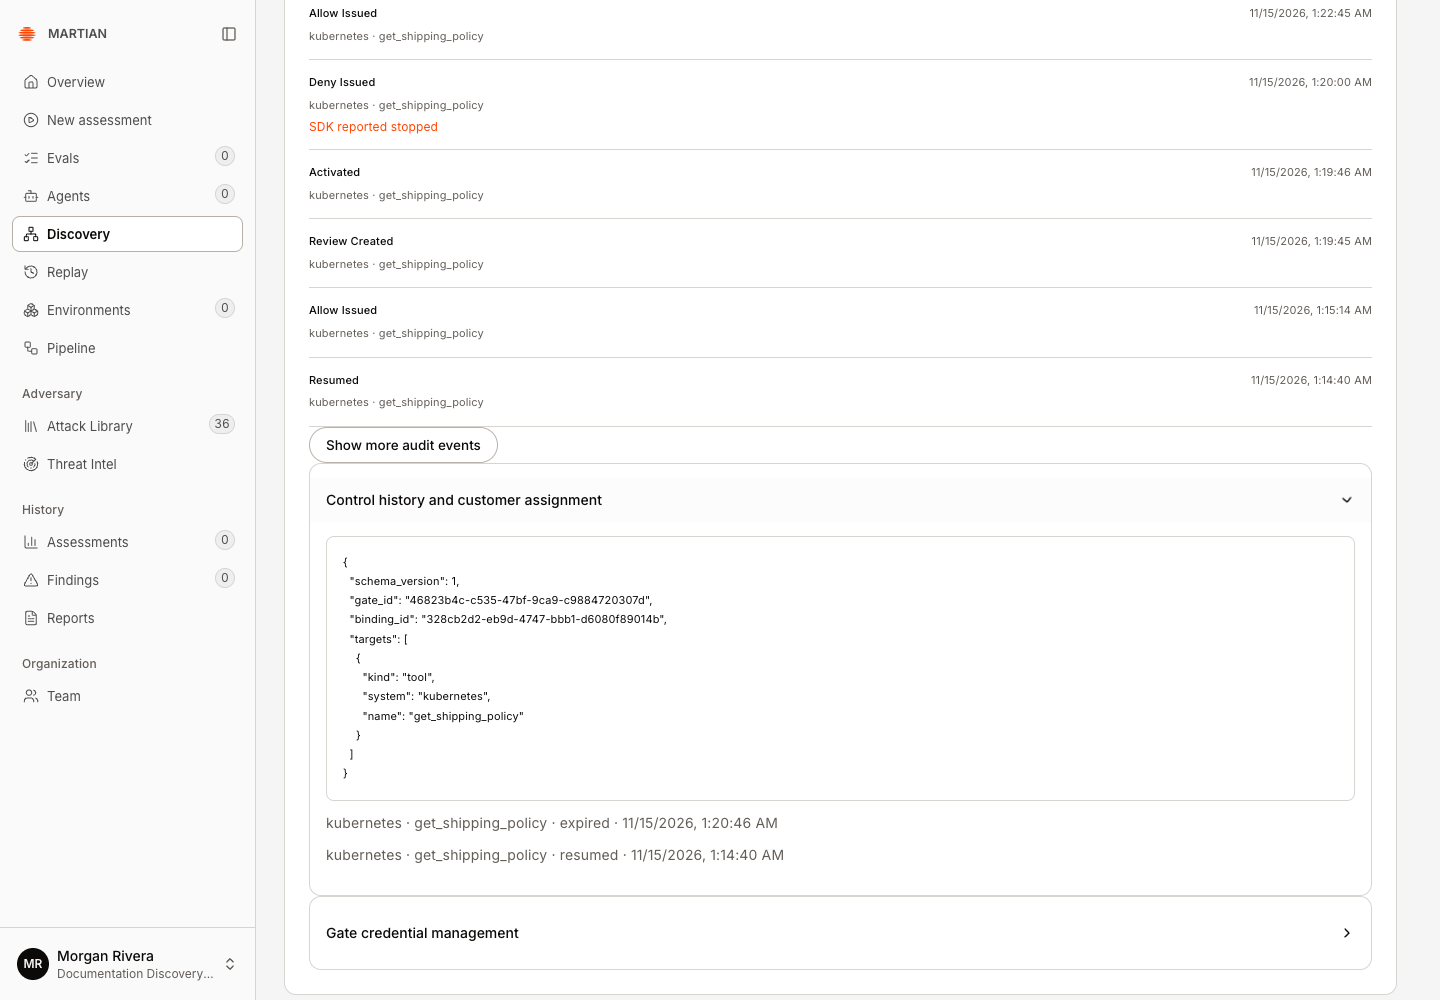 MARTIAN
Overview
New assessment
Evals 0
Agents 0
Discovery
Replay
Environments 0
Pipeline
Adversary
Attack Library 36
Threat Intel
History
Assessments 0
Findings 0
Reports
Organization
Team
MR
Morgan Rivera
Documentation Discovery...
Allow Issued 11/15/2026, 1:22:45 AM
kubernetes · get_shipping_policy
Deny Issued 11/15/2026, 1:20:00 AM
kubernetes · get_shipping_policy
SDK reported stopped
Activated 11/15/2026, 1:19:46 AM
kubernetes · get_shipping_policy
Review Created 11/15/2026, 1:19:45 AM
kubernetes · get_shipping_policy
Allow Issued 11/15/2026, 1:15:14 AM
kubernetes · get_shipping_policy
Resumed 11/15/2026, 1:14:40 AM
kubernetes · get_shipping_policy
Show more audit events
Control history and customer assignment
{
"schema_version": 1,
"gate_id": "46823b4c-c535-47bf-9ca9-c9884720307d",
"binding_id": "328cb2d2-eb9d-4747-bbb1-d6080f89014b",
"targets": [
{
"kind": "tool",
"system": "kubernetes",
"name": "get_shipping_policy"
}
]
}
kubernetes · get_shipping_policy · expired · 11/15/2026, 1:20:46 AM
kubernetes · get_shipping_policy · resumed · 11/15/2026, 1:14:40 AM
Gate credential management